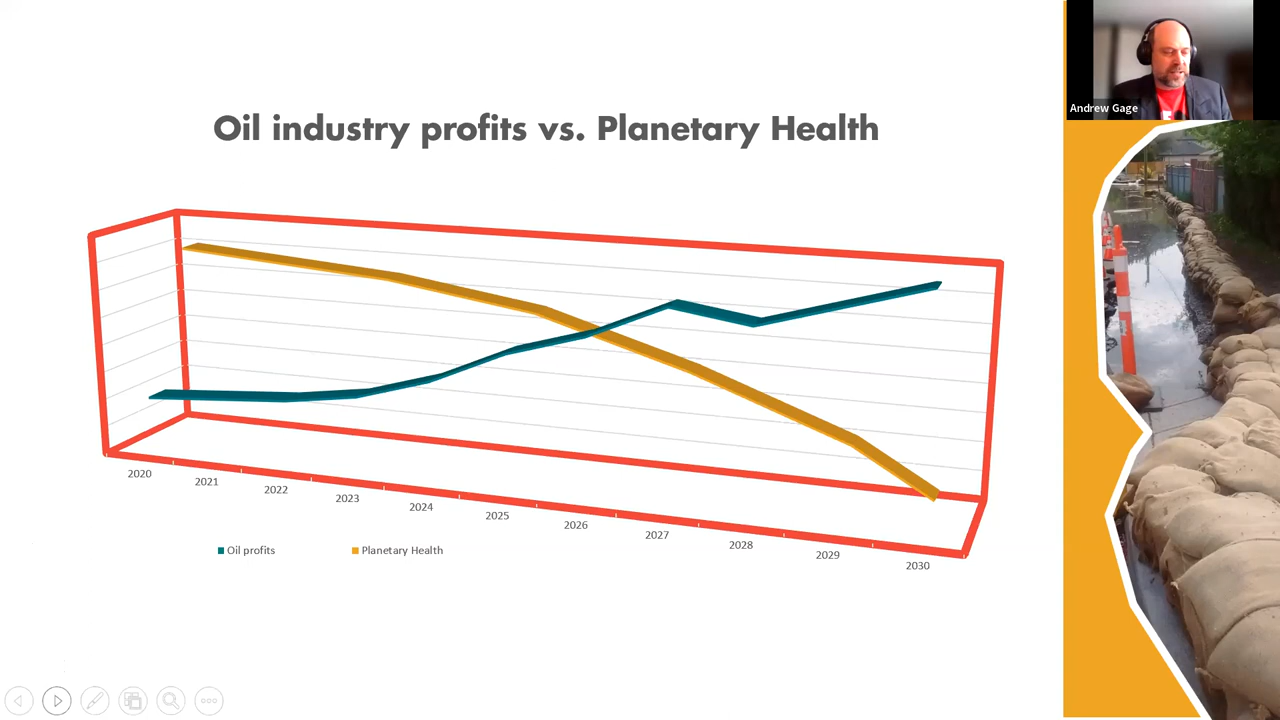 Andrew Gage
Oil industry profits vs. Planetary Health
2020
2021
2022
2023
2024
2025
2026
2027
2028
2029
2030
Oil profits
Planetary Health